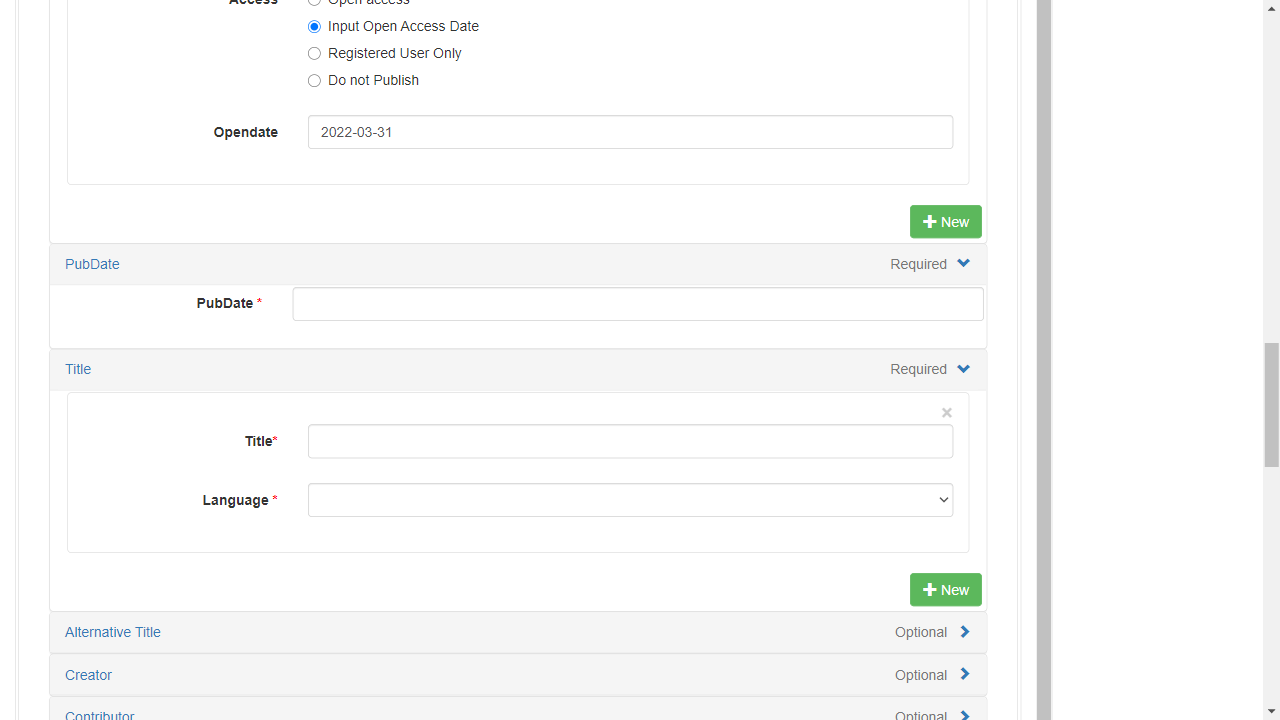 Access
Open access
Input Open Access Date
Registered User Only
Do not Publish
Opendate 2022-03-31
New
PubDate Required
PubDate *
Title Required
×
Title*
Language *
New
Alternative Title Optional
Creator Optional
Contributor Optional